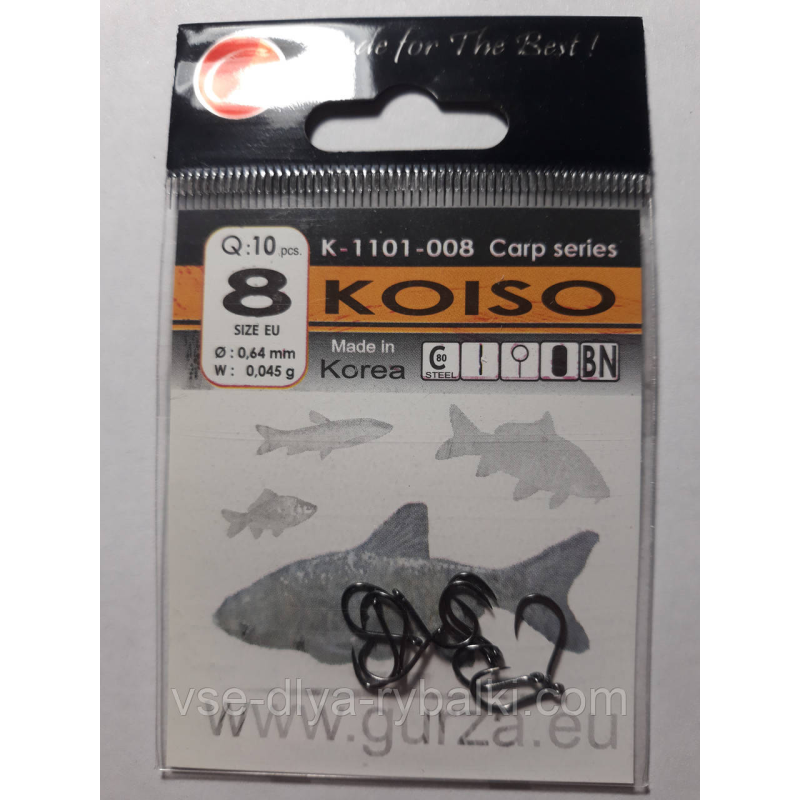 for The Best !
Q:10 pcs. K-1101-008 Carp series
8 KOISO
SIZE EU
Ø : 0,64 mm
W : 0,045 g
Made in
Korea
C 80
STEEL
BN
vse-dlya-rybalki.com
www.gurza.eu